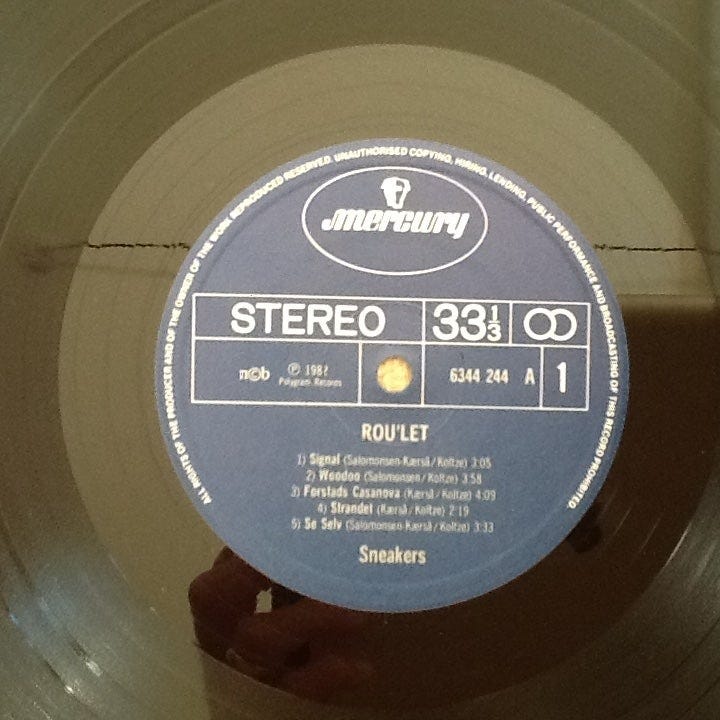 ALL RIGHTS OF THE PRODUCER AND OF THE OWNER OF THE WORK REPRODUCED RESERVED. UNAUTHORISED COPYING, HIRING, LENDING, PUBLIC PERFORMANCE AND BROADCASTING OF THIS RECORD PROHIBITED
mercury
STEREO 33 1/3
n©b ℗ 1982 6344 244 A 1
Polygram Records
ROU'LET
1) Signal (Salomonsen-Kærså/Koltze) 3:05
2) Woodoo (Salomonsen/Koltze) 3:58
3) Forstads Casanova (Kærså/Koltze) 4:09
4) Strandet (Kærså/Koltze) 2:19
5) Se Selv (Salomonsen-Kærså/Koltze) 3:33
Sneakers